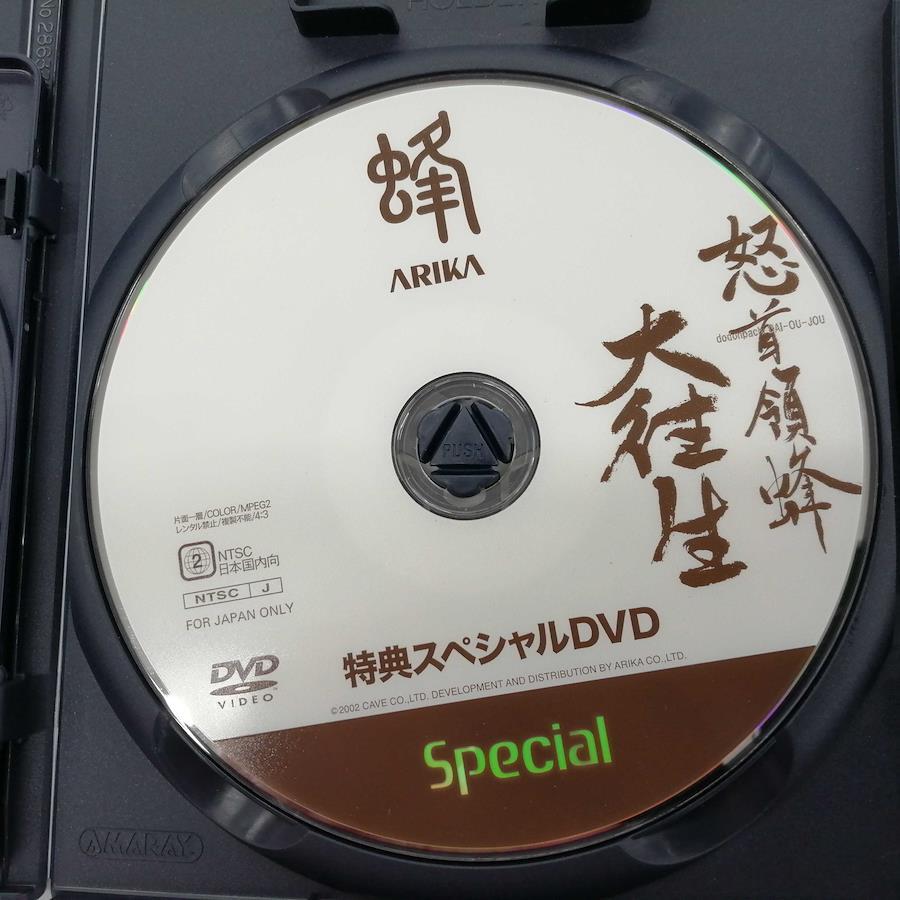 HOLDER
No 2863
蜂
ARIKA
怒首領蜂
dodonpachi DAI-OU-JOU
大往生
PUSH
片面一層/COLOR/MPEG2
レンタル禁止/複製不能/4:3
2
NTSC
日本国内向
NTSC J
FOR JAPAN ONLY
DVD
VIDEO
特典スペシャルDVD
©2002 CAVE CO.,LTD. DEVELOPMENT AND DISTRIBUTION BY ARIKA CO.,LTD.
Special
AMARAY